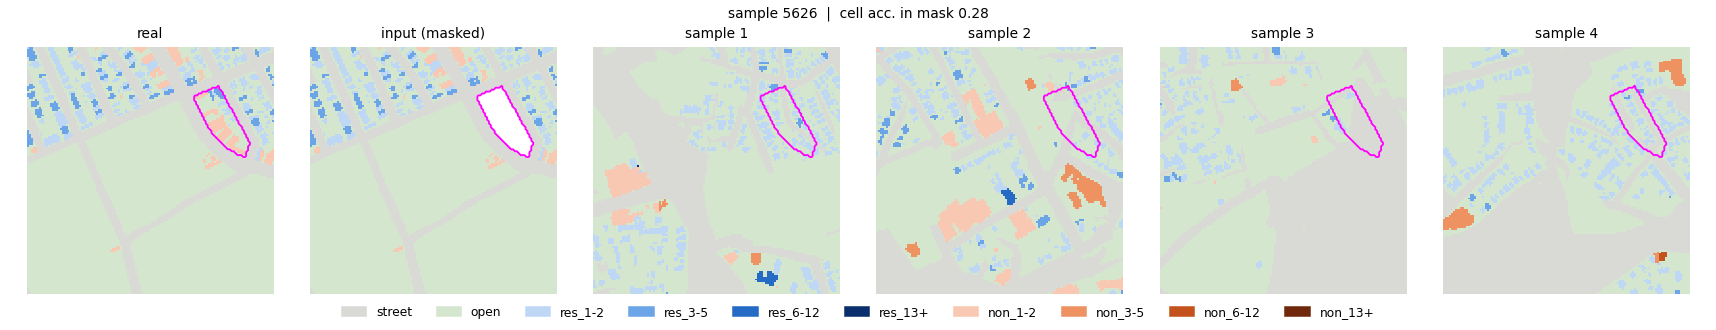 sample 5626 | cell acc. in mask 0.28
real
input (masked)
sample 1
sample 2
sample 3
sample 4
street
open
res_1-2
res_3-5
res_6-12
res_13+
non_1-2
non_3-5
non_6-12
non_13+